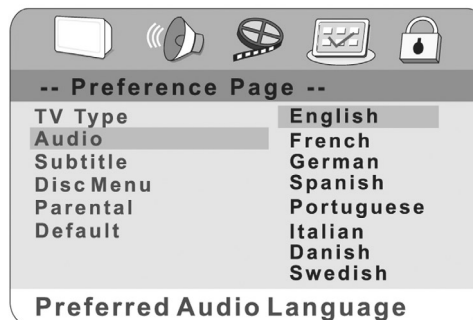 -- Preference Page --
TV Type
Audio
Subtitle
Disc Menu
Parental
Default
English
French
German
Spanish
Portuguese
Italian
Danish
Swedish
Preferred Audio Language